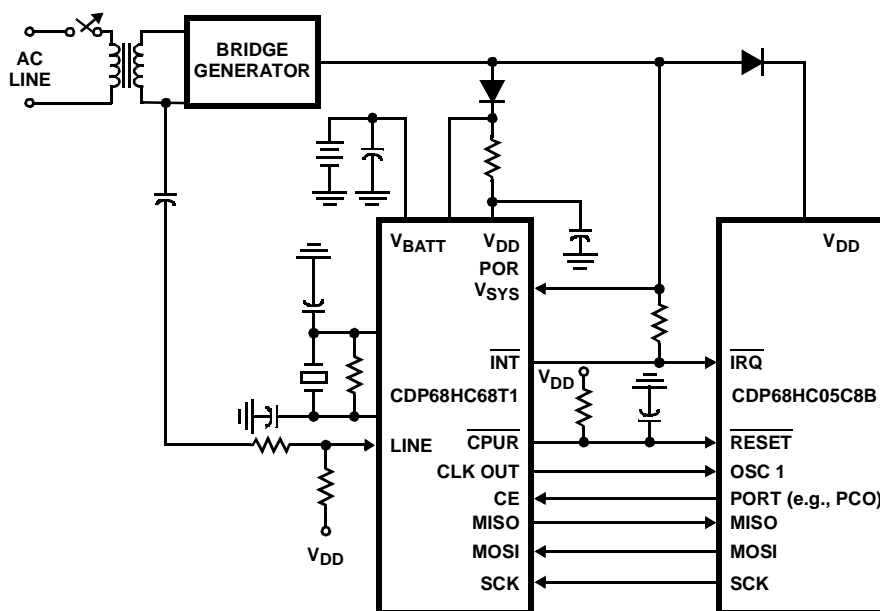 AC
LINE
BRIDGE
GENERATOR
VBATT
VDD
POR
VSYS
VDD
INT
IRQ
VDD
CDP68HC68T1
CDP68HC05C8B
LINE
CPUR
RESET
CLK OUT
OSC 1
CE
PORT (e.g., PCO)
MISO
MISO
VDD
MOSI
MOSI
SCK
SCK